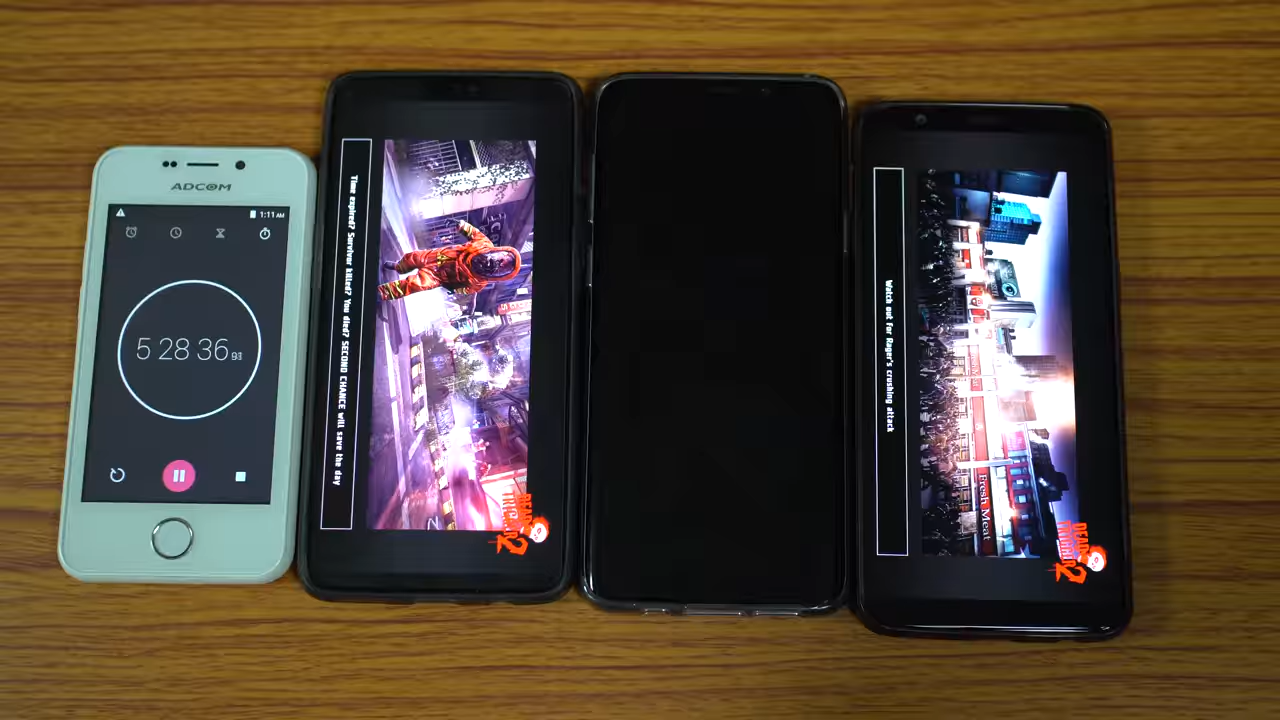 ADCOM
1:11 AM
5 28 36 93
Time expired? Survivor killed? You died? SECOND CHANCE will save the day
DEAD
TRIGGER
2
Watch out for Rager's crushing attack
Fresh Meat
DEAD
TRIGGER
2